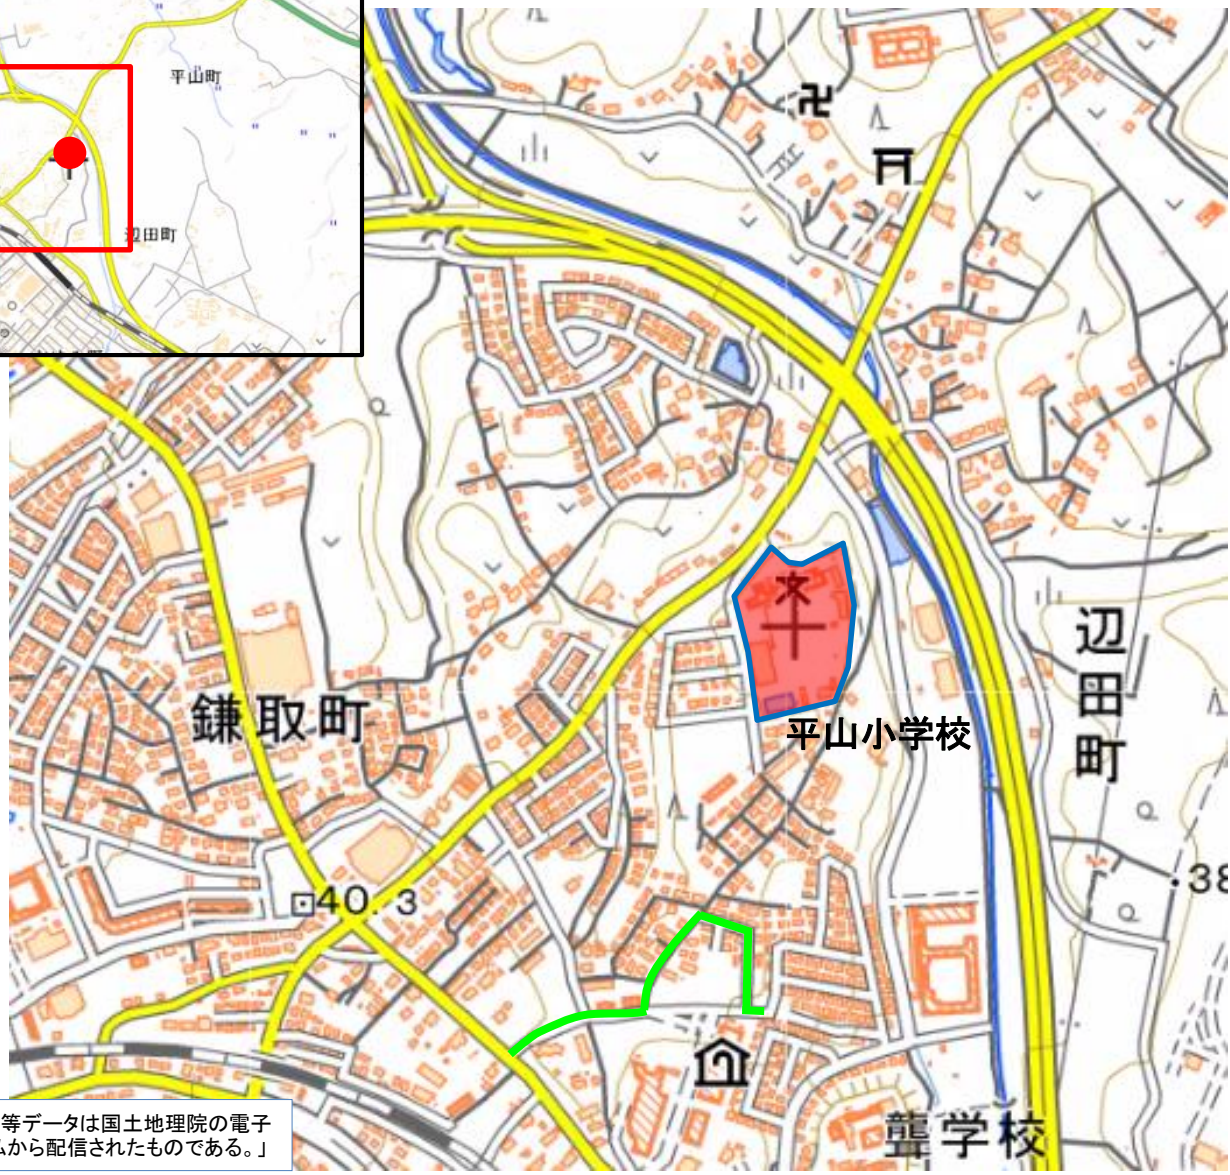 平山町
辺田町
鎌取町
平山小学校
辺田町
40.3
38
聾学校
等データは国土地理院の電子
から配信されたものである。」